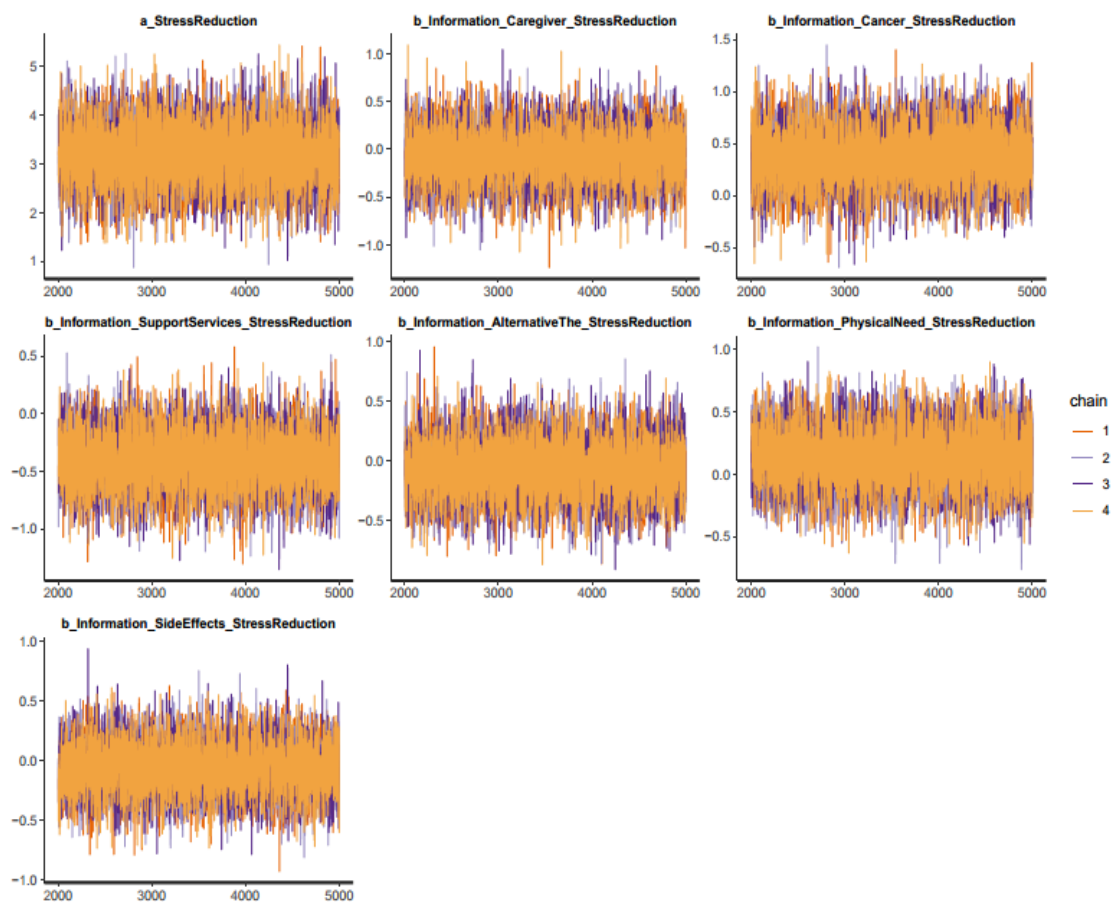 a_StressReduction
5
4
3
2
1
2000 3000 4000 5000
b_Information_Caregiver_StressReduction
1.0
0.5
0.0
−0.5
−1.0
2000 3000 4000 5000
b_Information_Cancer_StressReduction
1.5
1.0
0.5
0.0
−0.5
2000 3000 4000 5000
b_Information_SupportServices_StressReduction
0.5
0.0
−0.5
−1.0
2000 3000 4000 5000
b_Information_AlternativeThe_StressReduction
1.0
0.5
0.0
−0.5
2000 3000 4000 5000
b_Information_PhysicalNeed_StressReduction
1.0
0.5
0.0
−0.5
2000 3000 4000 5000
chain
1
2
3
4
b_Information_SideEffects_StressReduction
1.0
0.5
0.0
−0.5
−1.0
2000 3000 4000 5000